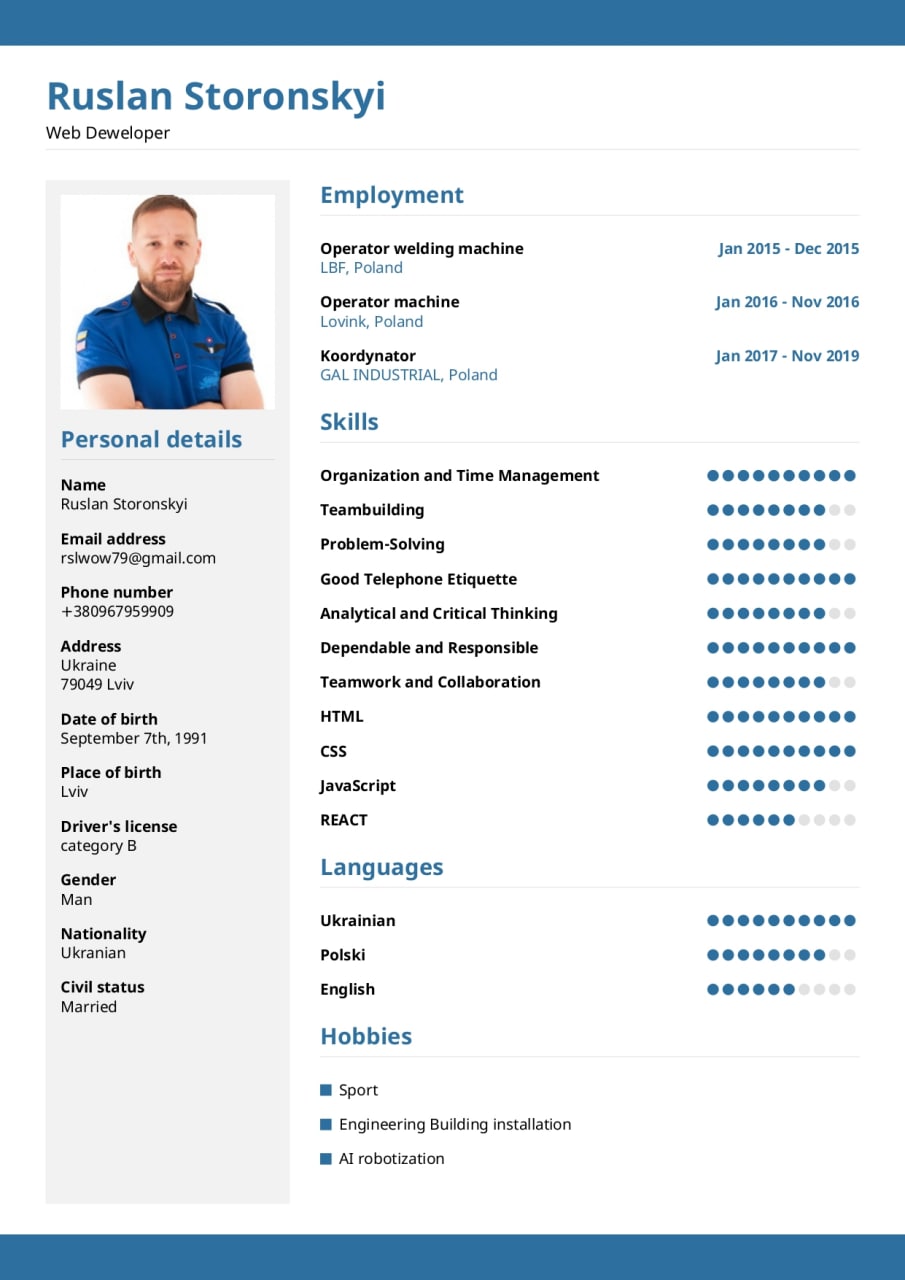 Ruslan Storonskyi
Web Deweloper
Personal details
Name
Ruslan Storonskyi
Email address
rslwow79@gmail.com
Phone number
+380967959909
Address
Ukraine
79049 Lviv
Date of birth
September 7th, 1991
Place of birth
Lviv
Driver's license
category B
Gender
Man
Nationality
Ukranian
Civil status
Married
Employment
Operator welding machine Jan 2015 - Dec 2015
LBF, Poland
Operator machine Jan 2016 - Nov 2016
Lovink, Poland
Koordynator Jan 2017 - Nov 2019
GAL INDUSTRIAL, Poland
Skills
Organization and Time Management
Teambuilding
Problem-Solving
Good Telephone Etiquette
Analytical and Critical Thinking
Dependable and Responsible
Teamwork and Collaboration
HTML
CSS
JavaScript
REACT
Languages
Ukrainian
Polski
English
Hobbies
Sport
Engineering Building installation
AI robotization